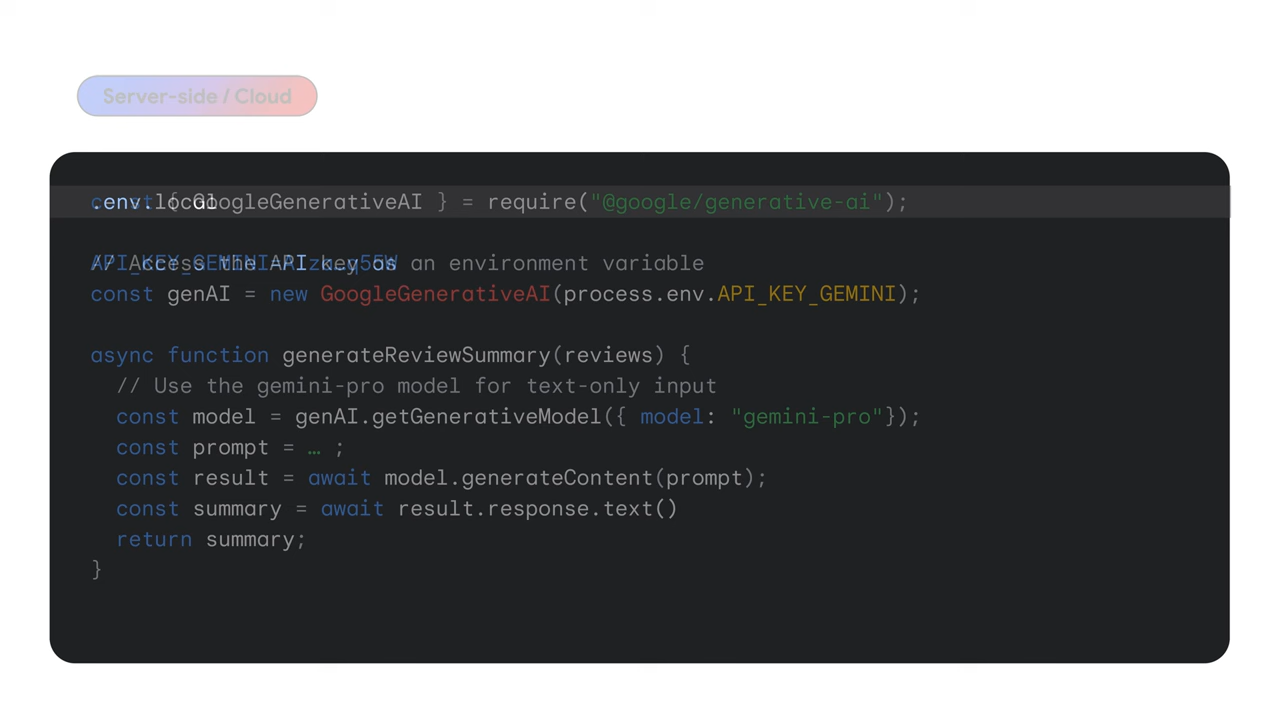 Server-side / Cloud
.env.local
const { GoogleGenerativeAI } = require("@google/generative-ai");
// Access the API key as an environment variable
const genAI = new GoogleGenerativeAI(process.env.API_KEY_GEMINI);
async function generateReviewSummary(reviews) {
// Use the gemini-pro model for text-only input
const model = genAI.getGenerativeModel({ model: "gemini-pro"});
const prompt = … ;
const result = await model.generateContent(prompt);
const summary = await result.response.text()
return summary;
}